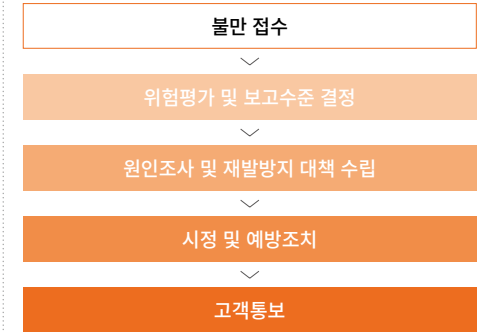 불만 접수
위험평가 및 보고수준 결정
원인조사 및 재발방지 대책 수립
시정 및 예방조치
고객통보